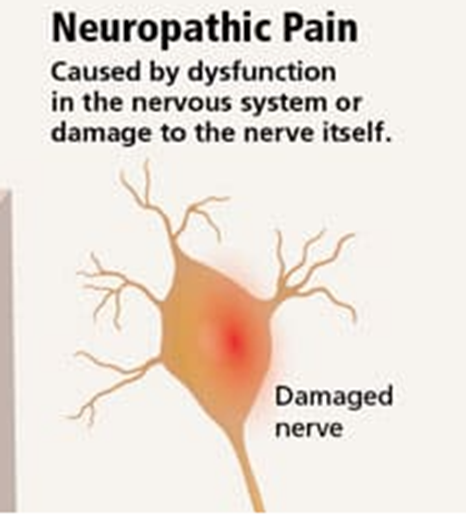 Neuropathic Pain
Caused by dysfunction
in the nervous system or
damage to the nerve itself.
Damaged
nerve